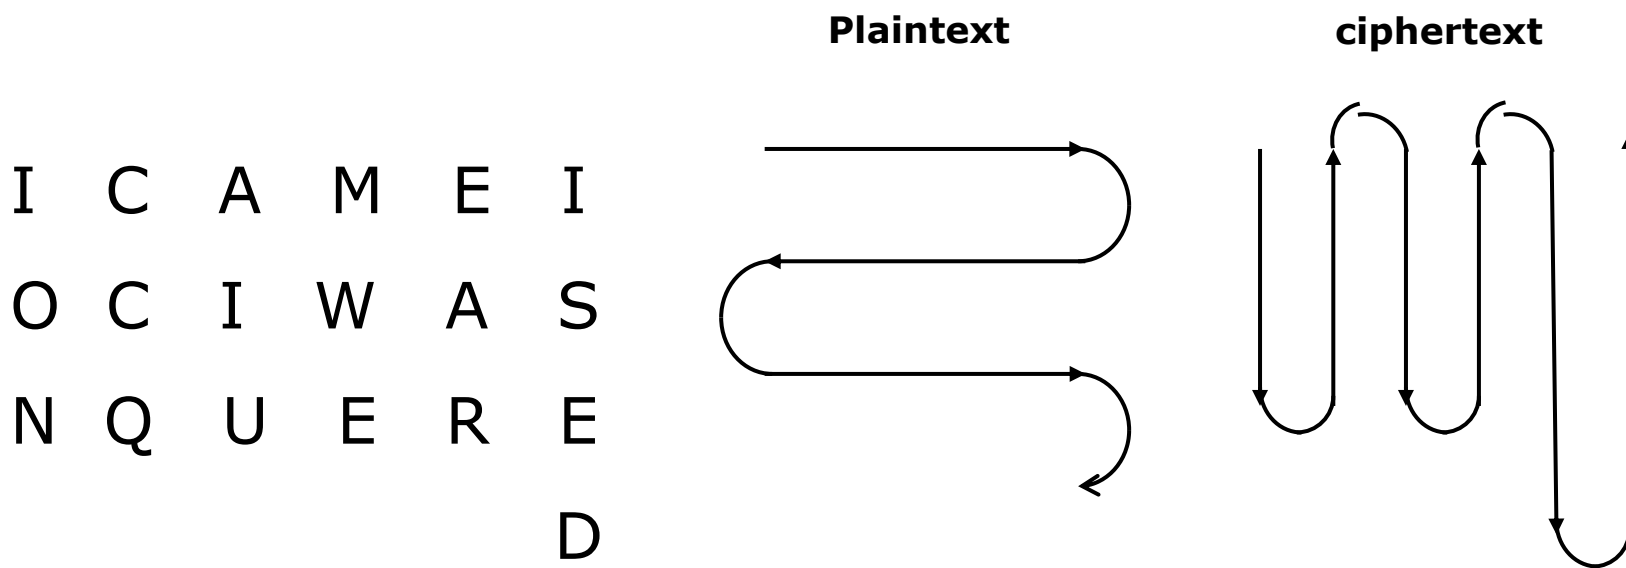 Plaintext ciphertext
I C A M E I
O C I W A S
N Q U E R E
D